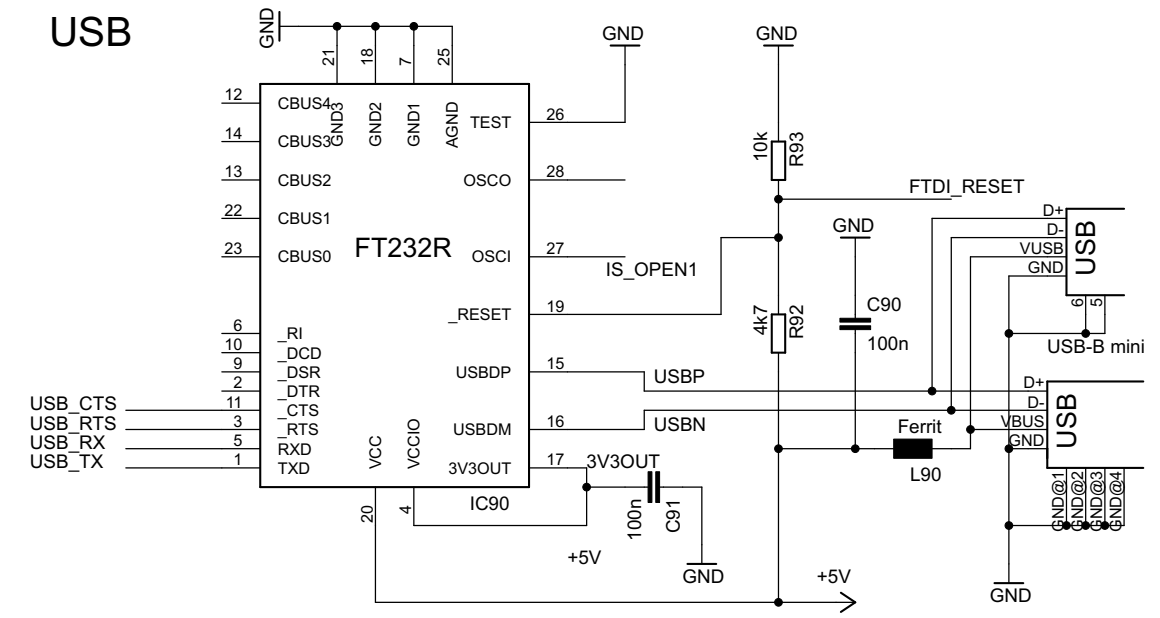 USB
GND
GND
GND
21
18
7
25
12
CBUS4
GND3
GND2
GND1
AGND
TEST
26
14
CBUS3
10k
R93
13
CBUS2
OSCO
28
FTDI_RESET
22
CBUS1
GND
D+
D-
VUSB
GND
USB
23
CBUS0
FT232R
OSCI
27
IS_OPEN1
6
5
_RESET
19
4k7
R92
C90
100n
USB-B mini
6
_RI
10
_DCD
9
_DSR
USBDP
15
USBP
2
_DTR
D+
D-
VBUS
GND
USB
USB_CTS
11
_CTS
USB_RTS
3
_RTS
VCC
VCCIO
USBDM
16
USBN
Ferrit
L90
USB_RX
5
RXD
USB_TX
1
TXD
3V3OUT
17
3V3OUT
GND@1
GND@2
GND@3
GND@4
20
4
IC90
100n
C91
+5V
GND
+5V
GND